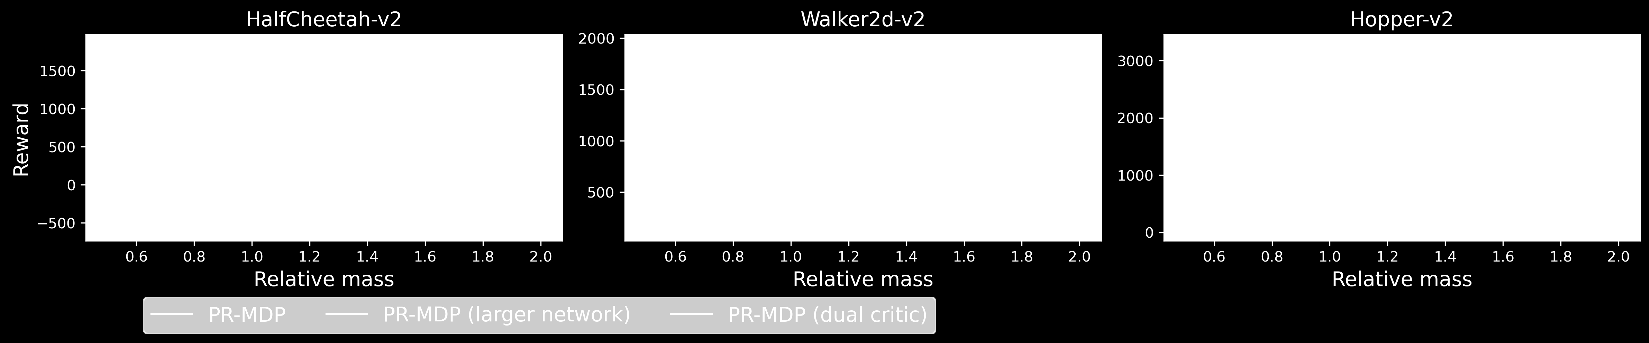 HalfCheetah-v2
Reward
1500
1000
500
0
−500
0.6 0.8 1.0 1.2 1.4 1.6 1.8 2.0
Relative mass
Walker2d-v2
2000
1500
1000
500
0.6 0.8 1.0 1.2 1.4 1.6 1.8 2.0
Relative mass
Hopper-v2
3000
2000
1000
0
0.6 0.8 1.0 1.2 1.4 1.6 1.8 2.0
Relative mass
PR-MDP PR-MDP (larger network) PR-MDP (dual critic)